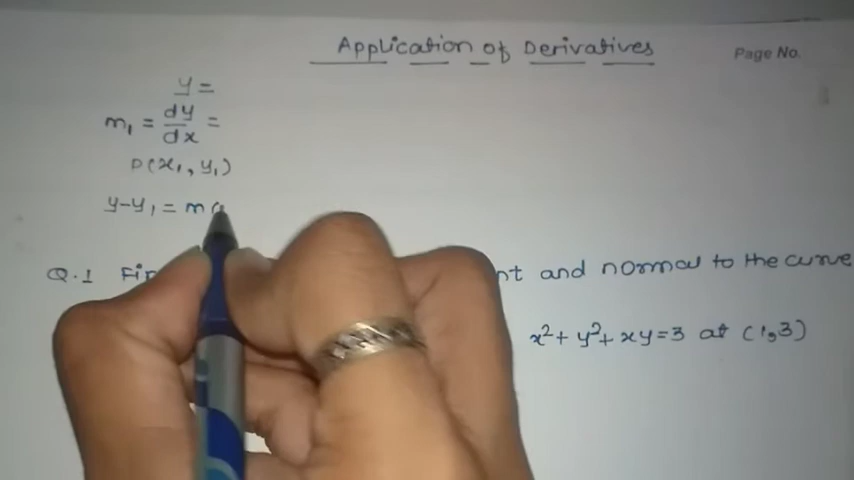 Application of Derivatives
Page No.
y =
m₁ = dy/dx =
P(x₁, y₁)
y-y₁ = m(
Q.1 Fi nt and normal to the curve
x²+ y²+ xy=3 at (1,3)